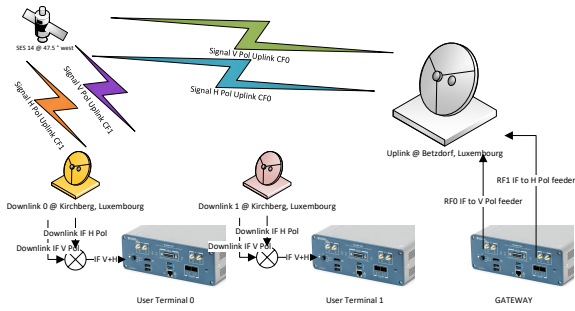 SES 14 @ 47.5 ° west
Signal V Pol Uplink CF0
Signal H Pol Uplink CF0
Signal V Pol Uplink CF1
Signal H Pol Uplink CF1
Uplink @ Betzdorf, Luxembourg
RF1 IF to H Pol feeder
RF0 IF to V Pol feeder
Downlink 0 @ Kirchberg, Luxembourg
Downlink 1 @ Kirchberg, Luxembourg
Downlink IF H Pol
Downlink IF V Pol
IF V+H
Downlink IF H Pol
Downlink IF V Pol
IF V+H
User Terminal 0
User Terminal 1
GATEWAY